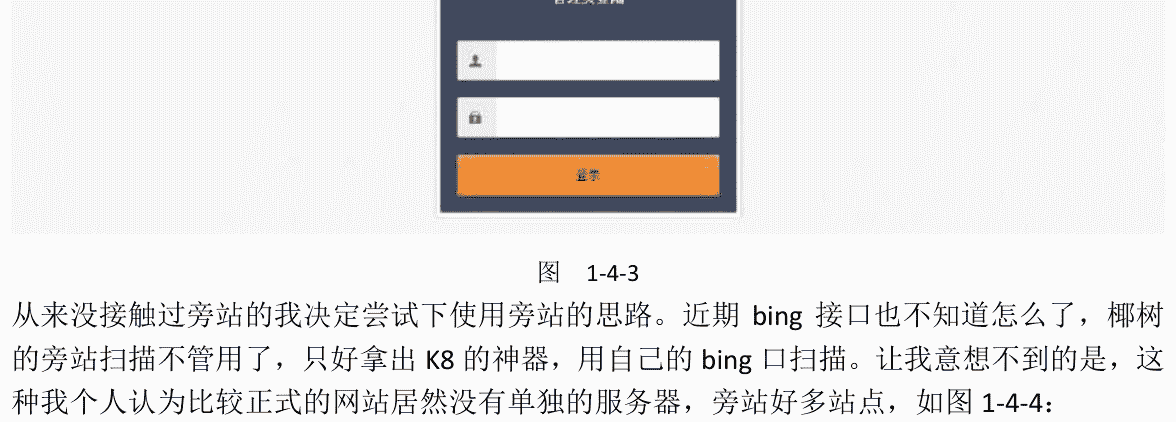 图 1-4-3
从来没接触过旁站的我决定尝试下使用旁站的思路。近期 bing 接口也不知道怎么了，椰树
的旁站扫描不管用了，只好拿出 K8 的神器，用自己的 bing 口扫描。让我意想不到的是，这
种我个人认为比较正式的网站居然没有单独的服务器，旁站好多站点，如图 1-4-4：